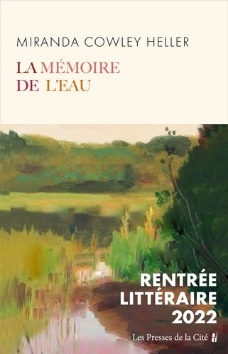 MIRANDA COWLEY HELLER
LA MÉMOIRE
DE L'EAU
RENTRÉE
LITTÉRAIRE
2022
Les Presses de la Cité